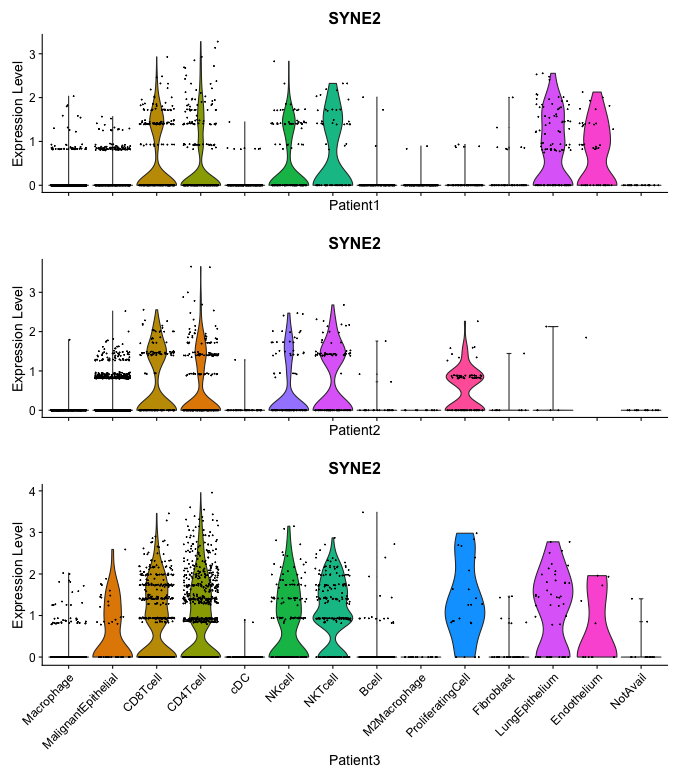 SYNE2
Expression Level
3
2
1
0
Patient1
SYNE2
Expression Level
3
2
1
0
Patient2
SYNE2
Expression Level
4
3
2
1
0
Macrophage
MalignantEpithelial
CD8Tcell
CD4Tcell
cDC
NKcell
NKTcell
Bcell
M2Macrophage
ProliferatingCell
Fibroblast
LungEpithelium
Endothelium
NotAvail
Patient3